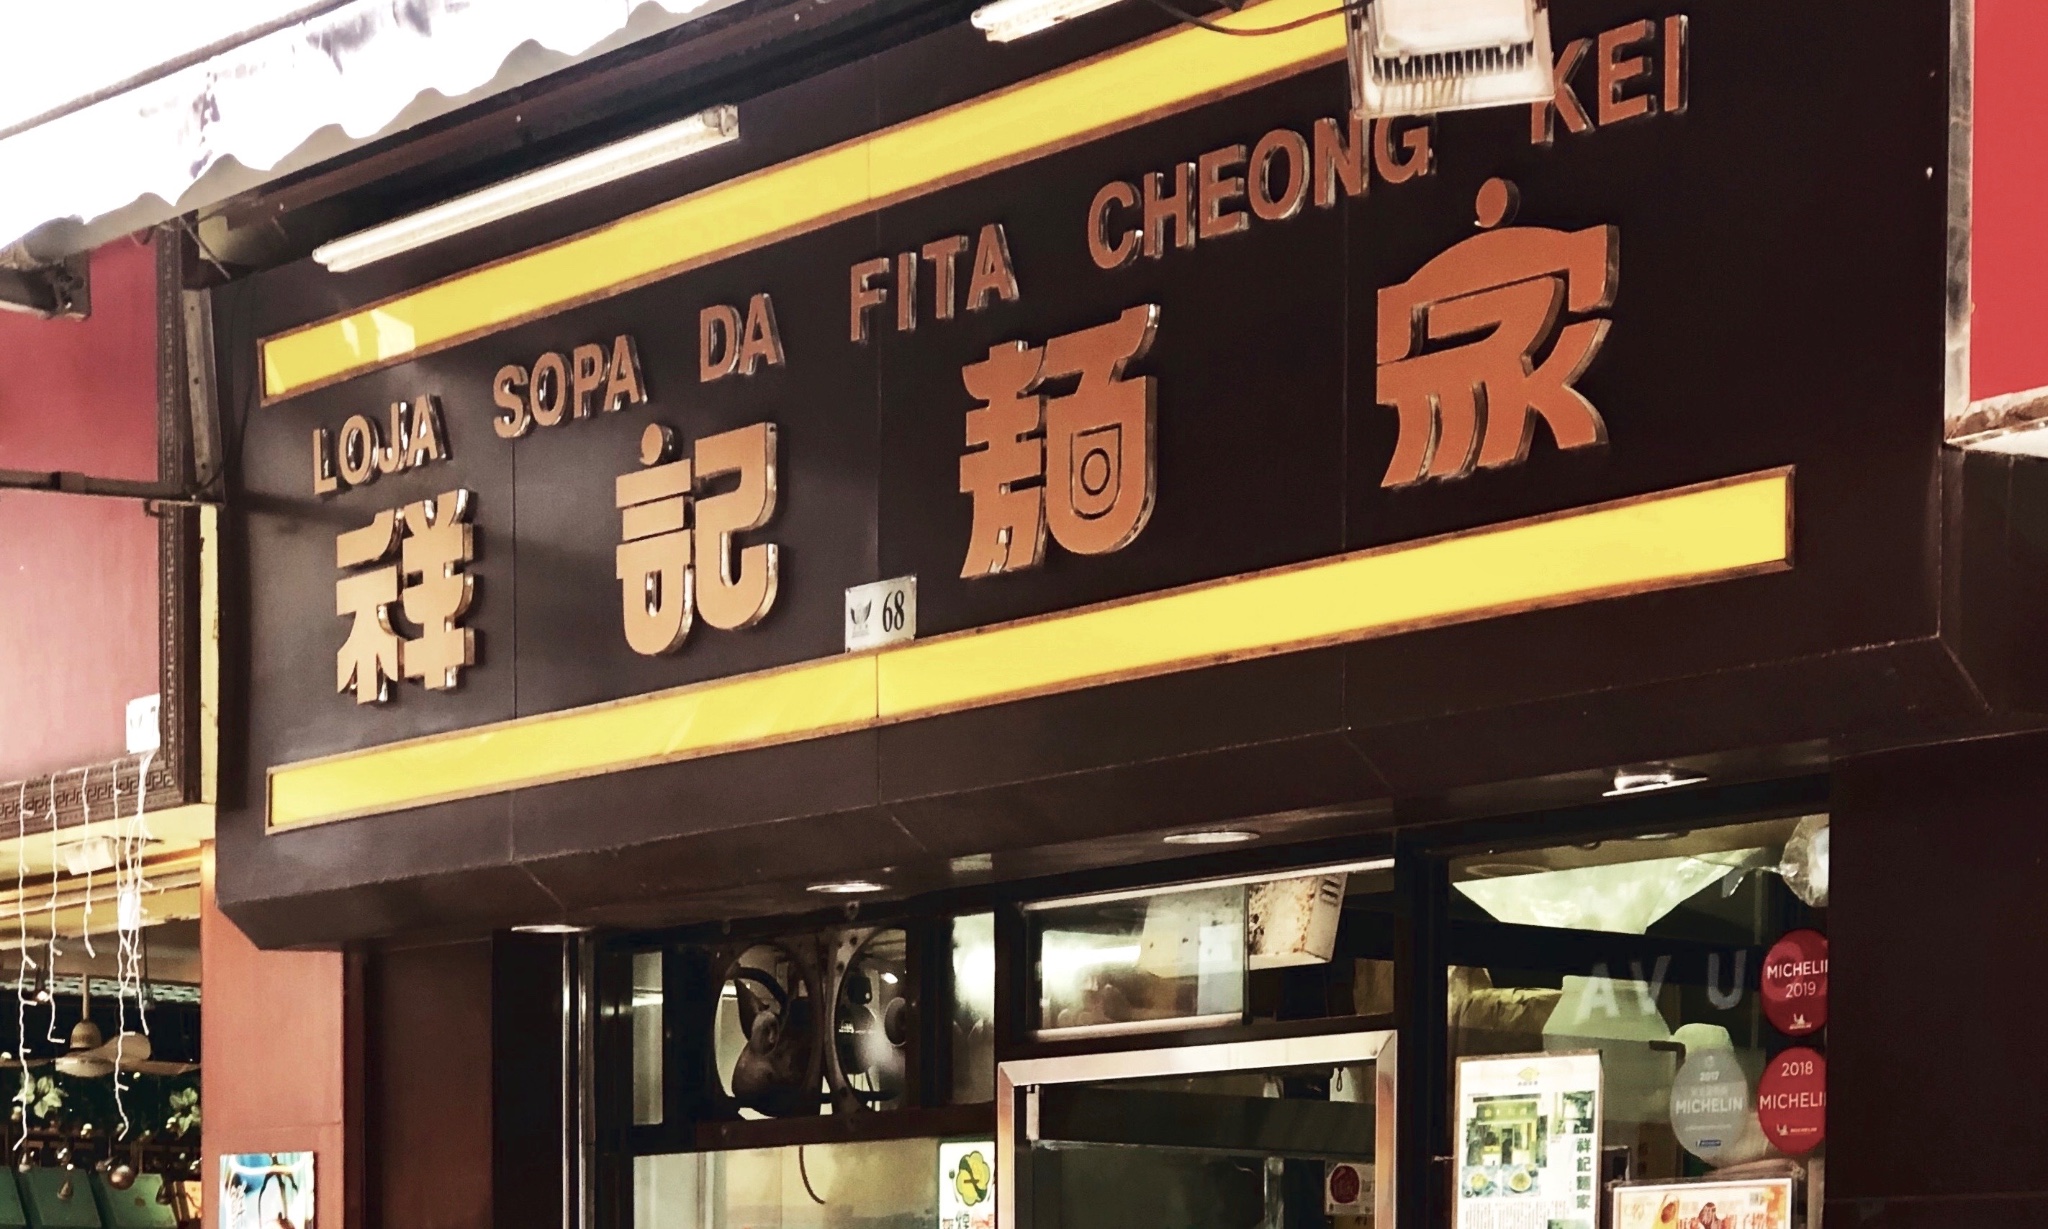 LOJA SOPA DA FITA CHEONG KEI
祥記麵家
68
AV U
MICHELIN
2019
2017
MICHELIN
2018
MICHELIN
祥記麵家